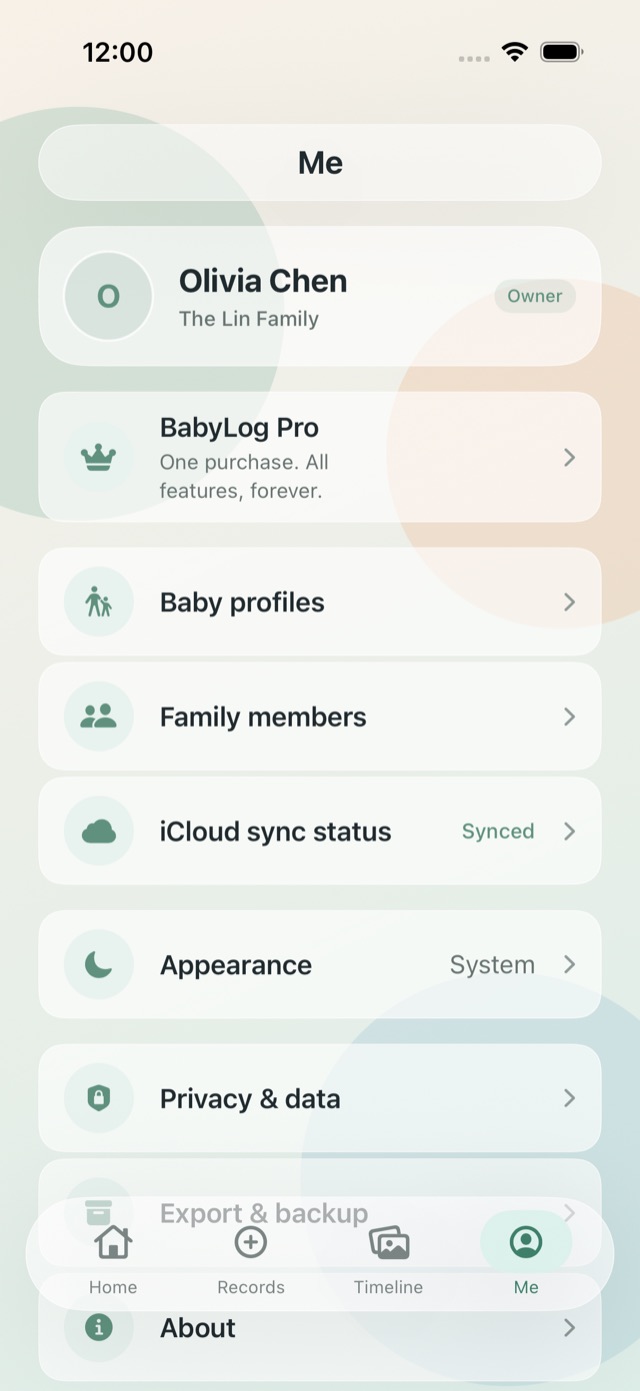 12:00
Me
O
Olivia Chen
The Lin Family
Owner
BabyLog Pro
One purchase. All
features, forever.
Baby profiles
Family members
iCloud sync status
Synced
Appearance
System
Privacy & data
Export & backup
Home
Records
Timeline
Me
About